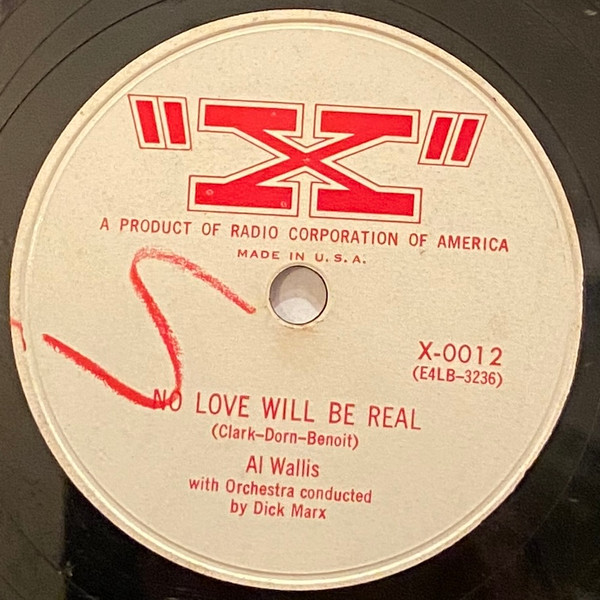 "X"
A PRODUCT OF RADIO CORPORATION OF AMERICA
MADE IN U.S.A.
X-0012
(E4LB-3236)
NO LOVE WILL BE REAL
(Clark-Dorn-Benoit)
Al Wallis
with Orchestra conducted
by Dick Marx